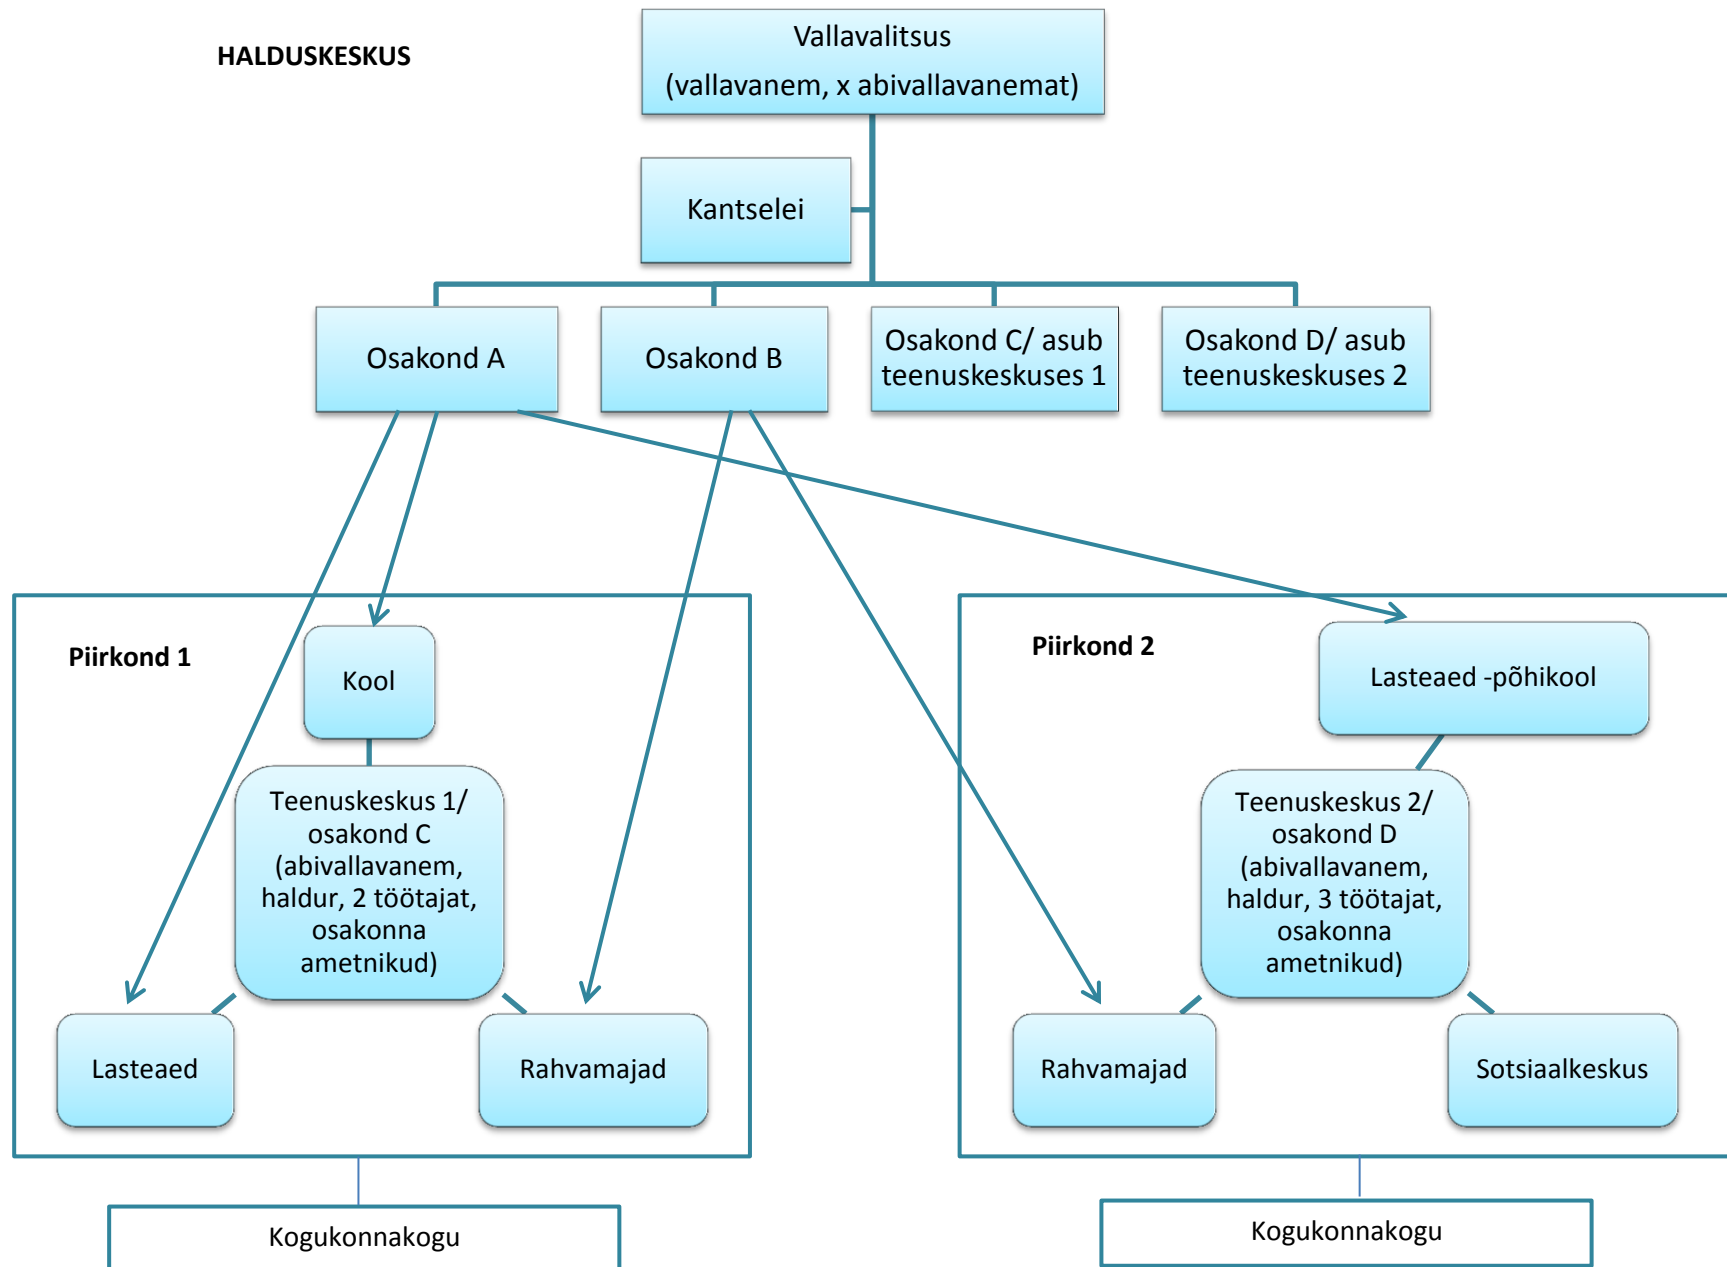 HALDUSKESKUS
Vallavalitsus
(vallavanem, x abivallavanemat)
Kantselei
Osakond A
Osakond B
Osakond C/ asub
teenuskeskuses 1
Osakond D/ asub
teenuskeskuses 2
Piirkond 1
Kool
Teenuskeskus 1/
osakond C
(abivallavanem,
haldur, 2 töötajat,
osakonna
ametnikud)
Lasteaed
Rahvamajad
Kogukonnakogu
Piirkond 2
Lasteaed -põhikool
Teenuskeskus 2/
osakond D
(abivallavanem,
haldur, 3 töötajat,
osakonna
ametnikud)
Rahvamajad
Sotsiaalkeskus
Kogukonnakogu